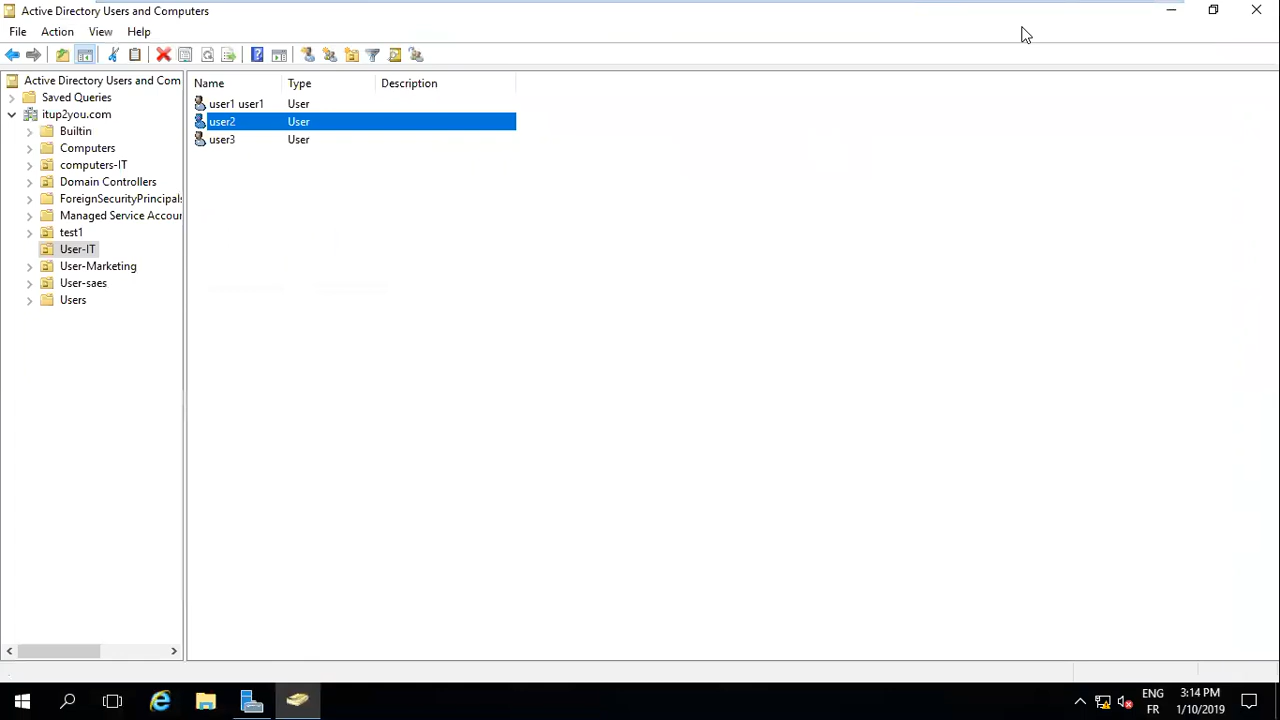 Active Directory Users and Computers
File Action View Help
Active Directory Users and Com
Saved Queries
itup2you.com
Builtin
Computers
computers-IT
Domain Controllers
ForeignSecurityPrincipals
Managed Service Accour
test1
User-IT
User-Marketing
User-saes
Users
Name Type Description
user1 user1 User
user2 User
user3 User
ENG
FR
3:14 PM
1/10/2019